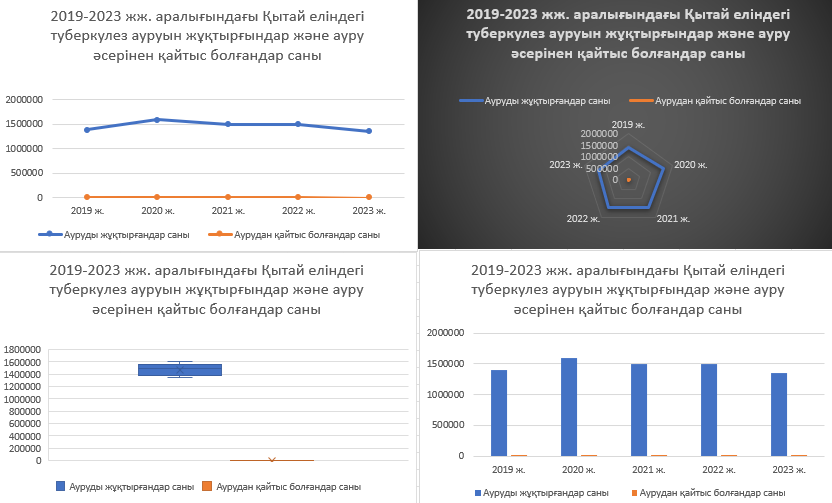 2019-2023 жж. аралығындағы Қытай еліндегі
туберкулез ауруын жұқтырғандар және ауру
әсерінен қайтыс болғандар саны
2000000
1500000
1000000
500000
0
2019 ж. 2020 ж. 2021 ж. 2022 ж. 2023 ж.
Ауруды жұқтырғандар саны Аурудан қайтыс болғандар саны
2019-2023 жж. аралығындағы Қытай еліндегі
туберкулез ауруын жұқтырғандар және ауру
әсерінен қайтыс болғандар саны
Ауруды жұқтырғандар саны Аурудан қайтыс болғандар саны
2019 ж.
2000000
1500000
1000000
500000
0
2020 ж.
2021 ж.
2022 ж.
2023 ж.
2019-2023 жж. аралығындағы Қытай еліндегі
туберкулез ауруын жұқтырғандар және ауру
әсерінен қайтыс болғандар саны
1800000
1600000
1400000
1200000
1000000
800000
600000
400000
200000
0
Ауруды жұқтырғандар саны Аурудан қайтыс болғандар саны
2019-2023 жж. аралығындағы Қытай еліндегі
туберкулез ауруын жұқтырғандар және ауру
әсерінен қайтыс болғандар саны
2000000
1500000
1000000
500000
0
2019 ж. 2020 ж. 2021 ж. 2022 ж. 2023 ж.
Ауруды жұқтырғандар саны Аурудан қайтыс болғандар саны